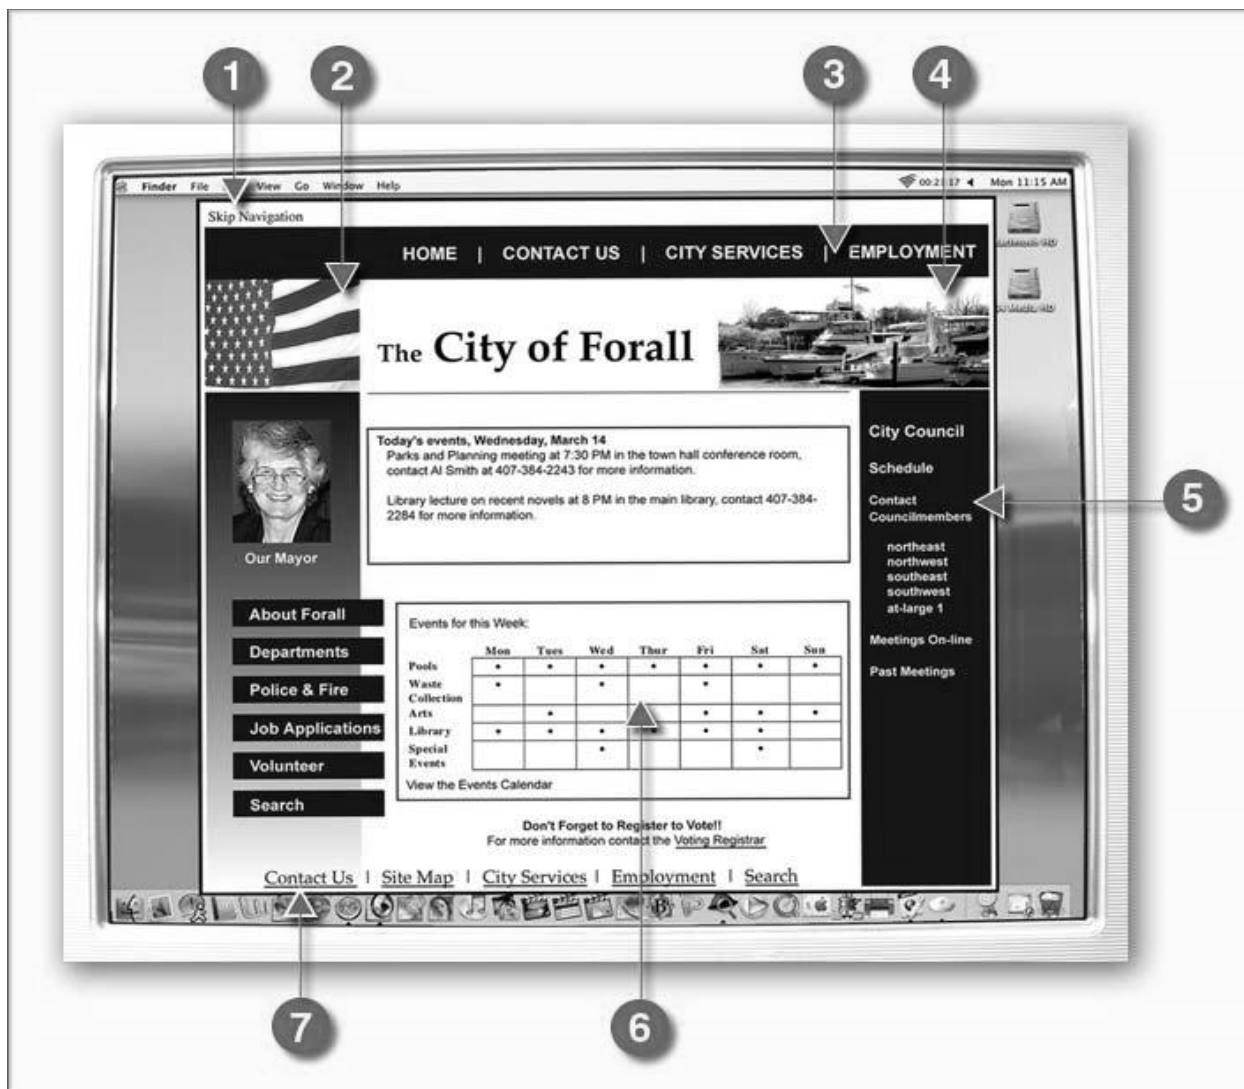 1 2 3 4
Finder File View Go Window Help Mon 11:15 AM
Skip Navigation
HOME | CONTACT US | CITY SERVICES | EMPLOYMENT
The City of Forall
Today's events, Wednesday, March 14
Parks and Planning meeting at 7:30 PM in the town hall conference room,
contact Al Smith at 407-384-2243 for more information.
Library lecture on recent novels at 8 PM in the main library, contact 407-384-
2284 for more information.
City Council
Schedule
Contact
Councilmembers
northeast
northwest
southeast
southwest
at-large 1
Meetings On-line
Past Meetings
5
Our Mayor
About Forall
Departments
Police & Fire
Job Applications
Volunteer
Search
Events for this Week:
Mon Tues Wed Thur Fri Sat Sun
Pools
Waste
Collection
Arts
Library
Special
Events
View the Events Calendar
Don't Forget to Register to Vote!!
For more information contact the Voting Registrar
Contact Us | Site Map | City Services | Employment | Search
7 6